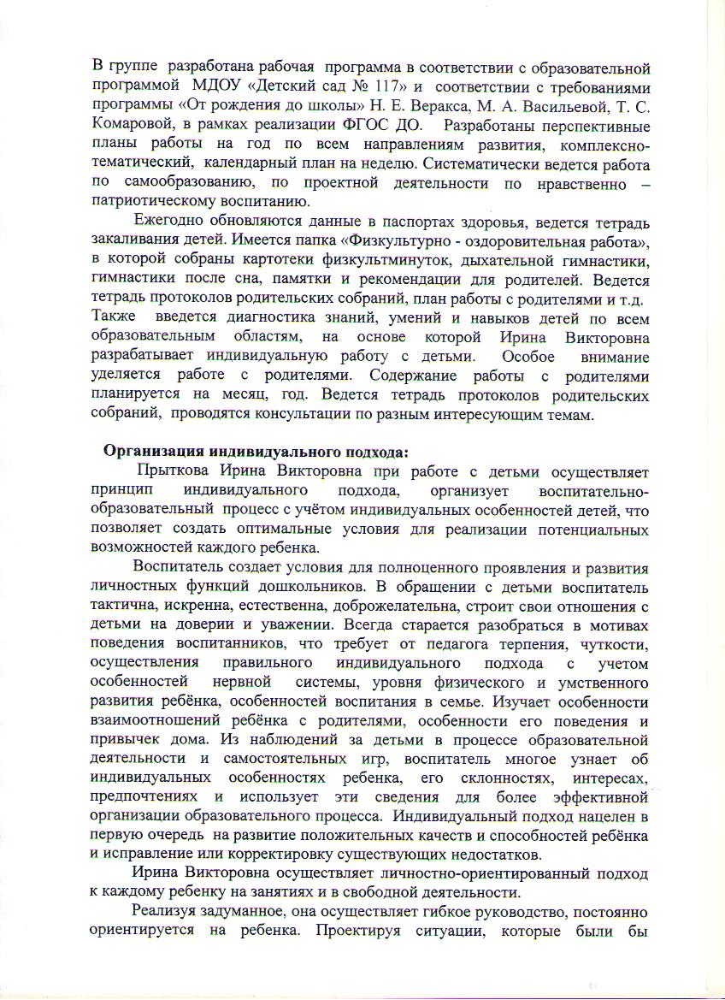 В группе разработана рабочая программа в соответствии с образовательной
программой МДОУ «Детский сад № 117» и соответствии с требованиями
программы «От рождения до школы» Н. Е. Веракса, М. А. Васильевой, Т. С.
Комаровой, в рамках реализации ФГОС ДО. Разработаны перспективные
планы работы на год по всем направлениям развития, комплексно-
тематический, календарный план на неделю. Систематически ведется работа
по самообразованию, по проектной деятельности по нравственно –
патриотическому воспитанию.
Ежегодно обновляются данные в паспортах здоровья, ведется тетрадь
закаливания детей. Имеется папка «Физкультурно - оздоровительная работа»,
в которой собраны картотеки физкультминуток, дыхательной гимнастики,
гимнастики после сна, памятки и рекомендации для родителей. Ведется
тетрадь протоколов родительских собраний, план работы с родителями и т.д.
Также введется диагностика знаний, умений и навыков детей по всем
образовательным областям, на основе которой Ирина Викторовна
разрабатывает индивидуальную работу с детьми. Особое внимание
уделяется работе с родителями. Содержание работы с родителями
планируется на месяц, год. Ведется тетрадь протоколов родительских
собраний, проводятся консультации по разным интересующим темам.
Организация индивидуального подхода:
Прыткова Ирина Викторовна при работе с детьми осуществляет
принцип индивидуального подхода, организует воспитательно-
образовательный процесс с учётом индивидуальных особенностей детей, что
позволяет создать оптимальные условия для реализации потенциальных
возможностей каждого ребенка.
Воспитатель создает условия для полноценного проявления и развития
личностных функций дошкольников. В обращении с детьми воспитатель
тактична, искренна, естественна, доброжелательна, строит свои отношения с
детьми на доверии и уважении. Всегда старается разобраться в мотивах
поведения воспитанников, что требует от педагога терпения, чуткости,
осуществления правильного индивидуального подхода с учетом
особенностей нервной системы, уровня физического и умственного
развития ребёнка, особенностей воспитания в семье. Изучает особенности
взаимоотношений ребёнка с родителями, особенности его поведения и
привычек дома. Из наблюдений за детьми в процессе образовательной
деятельности и самостоятельных игр, воспитатель многое узнает об
индивидуальных особенностях ребенка, его склонностях, интересах,
предпочтениях и использует эти сведения для более эффективной
организации образовательного процесса. Индивидуальный подход нацелен в
первую очередь на развитие положительных качеств и способностей ребёнка
и исправление или корректировку существующих недостатков.
Ирина Викторовна осуществляет личностно-ориентированный подход
к каждому ребенку на занятиях и в свободной деятельности.
Реализуя задуманное, она осуществляет гибкое руководство, постоянно
ориентируется на ребенка. Проектируя ситуации, которые были бы